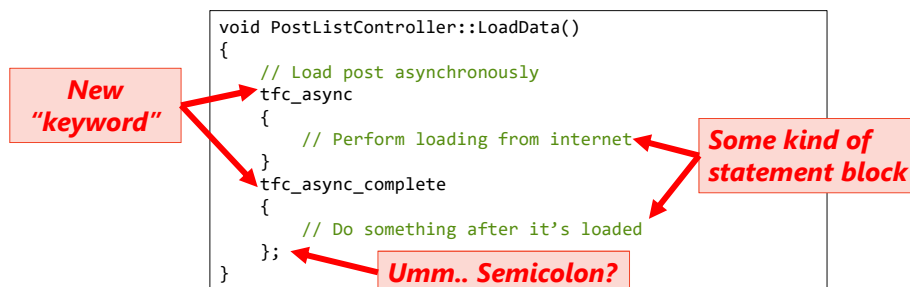 void PostListController::LoadData()
{
// Load post asynchronously
tfc_async
{
// Perform loading from internet
}
tfc_async_complete
{
// Do something after it’s loaded
};
}
New
“keyword”
Some kind of
statement block
Umm.. Semicolon?